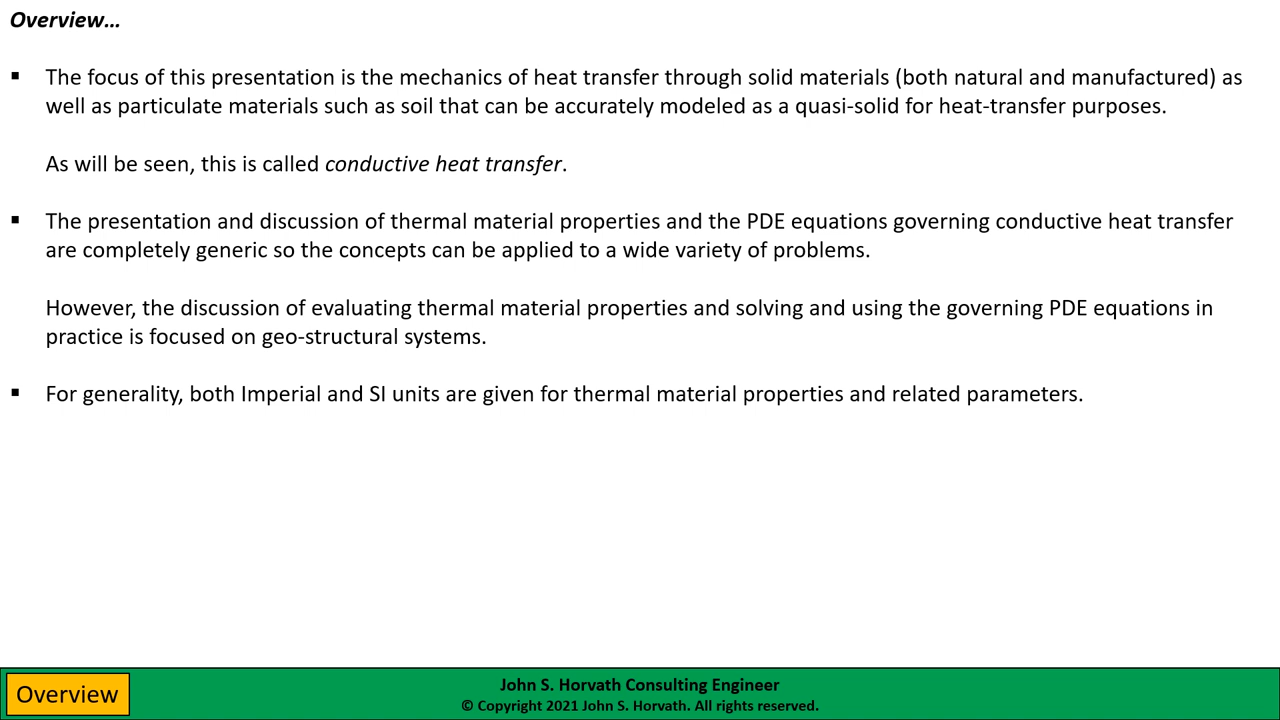 Overview…
▪ The focus of this presentation is the mechanics of heat transfer through solid materials (both natural and manufactured) as
well as particulate materials such as soil that can be accurately modeled as a quasi-solid for heat-transfer purposes.
As will be seen, this is called conductive heat transfer.
▪ The presentation and discussion of thermal material properties and the PDE equations governing conductive heat transfer
are completely generic so the concepts can be applied to a wide variety of problems.
However, the discussion of evaluating thermal material properties and solving and using the governing PDE equations in
practice is focused on geo-structural systems.
▪ For generality, both Imperial and SI units are given for thermal material properties and related parameters.
Overview
John S. Horvath Consulting Engineer
© Copyright 2021 John S. Horvath. All rights reserved.